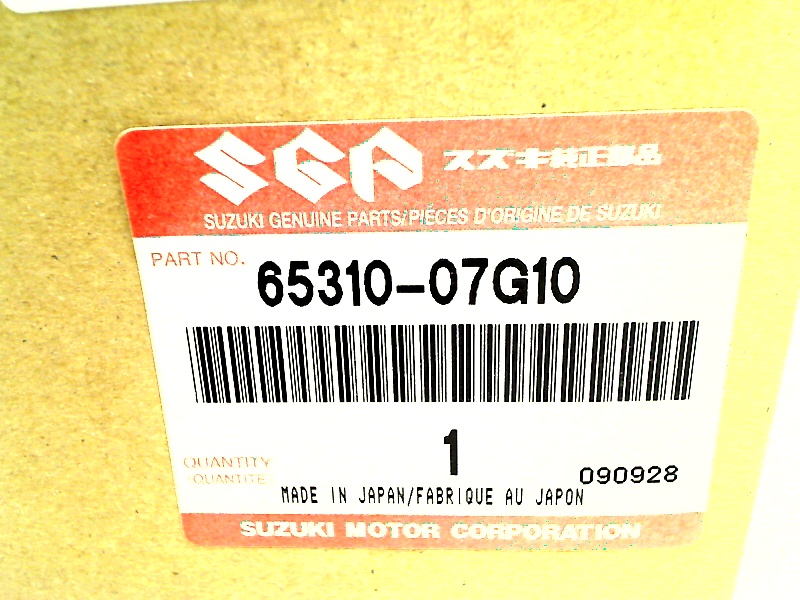 SGP スズキ純正部品
SUZUKI GENUINE PARTS/PIÈCES D'ORIGINE DE SUZUKI
PART NO. 65310-07G10
QUANTITY 1
QUANTITÉ 090928
MADE IN JAPAN/FABRIQUE AU JAPON
SUZUKI MOTOR CORPORATION